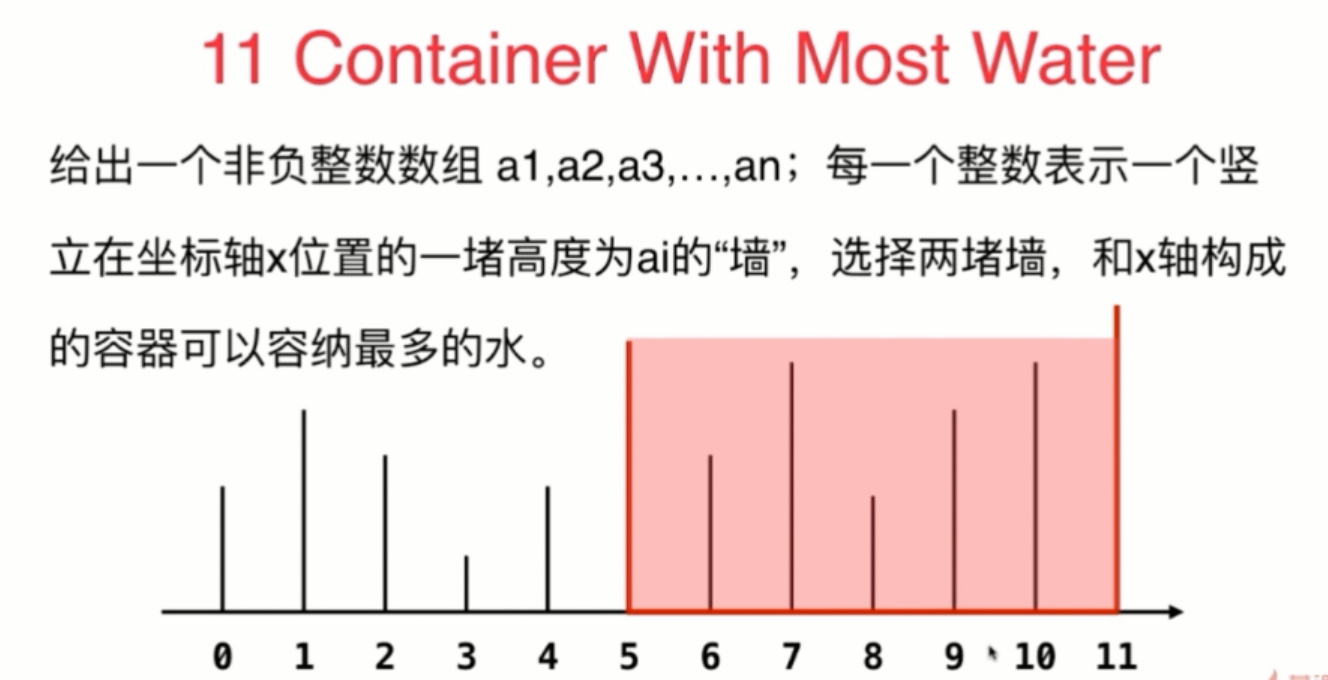 11 Container With Most Water
给出一个非负整数数组 a1,a2,a3,…,an；每一个整数表示一个竖
立在坐标轴x位置的一堵高度为ai的“墙”，选择两堵墙，和x轴构成
的容器可以容纳最多的水。
0 1 2 3 4 5 6 7 8 9 10 11